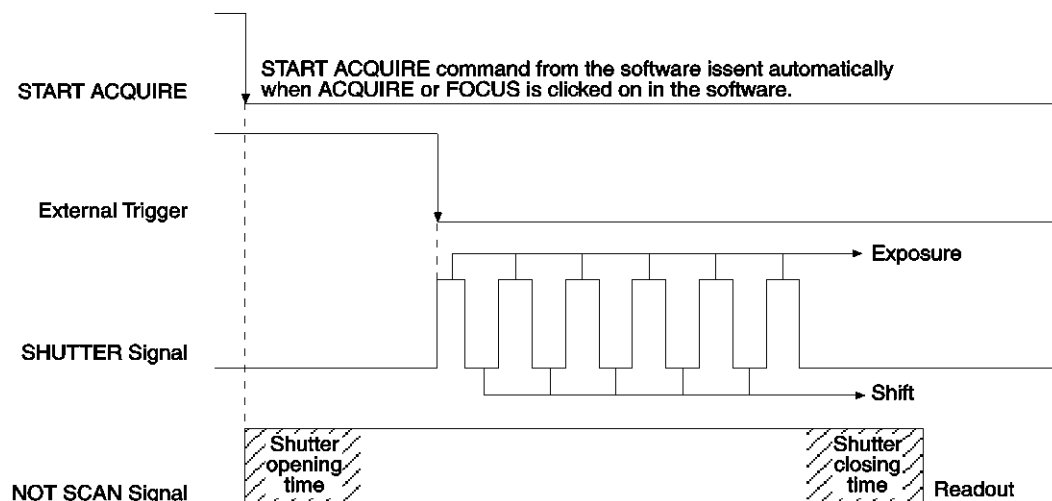 START ACQUIRE
START ACQUIRE command from the software issent automatically
when ACQUIRE or FOCUS is clicked on in the software.
External Trigger
Exposure
SHUTTER Signal
Shift
Shutter
opening
time
Shutter
closing
time
NOT SCAN Signal
Readout